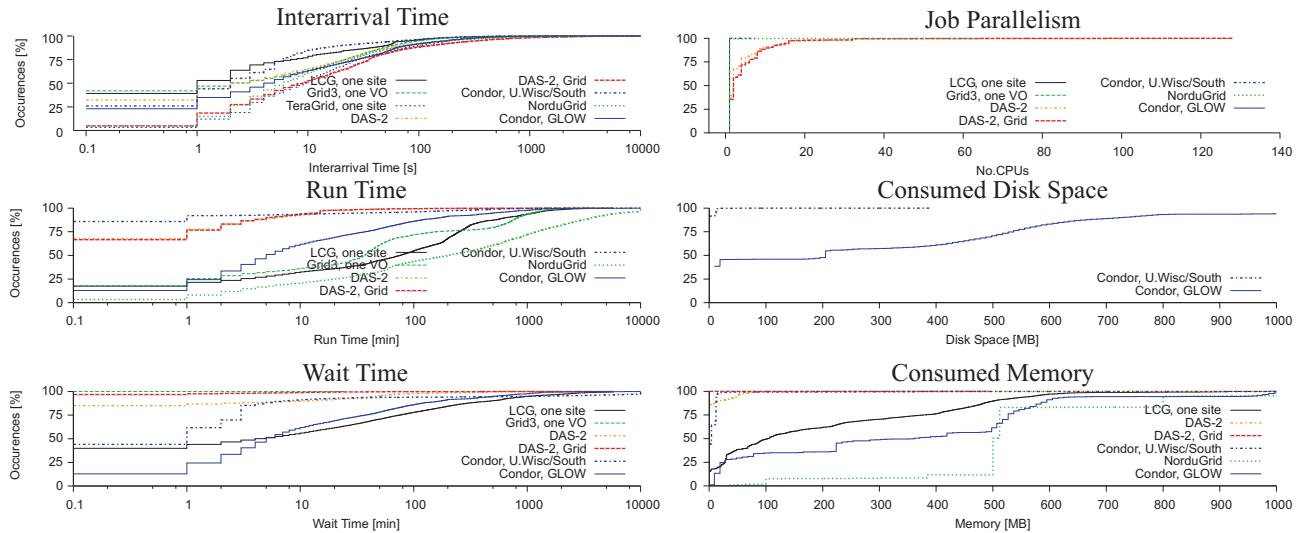 Interarrival Time
Occurences [%]
100
75
50
25
0
LCG, one site
Grid3, one VO
TeraGrid, one site
DAS-2
DAS-2, Grid
Condor, U.Wisc/South
NorduGrid
Condor, GLOW
0.1 1 10 100 1000 10000
Interarrival Time [s]
Job Parallelism
Occurences [%]
100
75
50
25
0
LCG, one site
Grid3, one VO
DAS-2
DAS-2, Grid
Condor, U.Wisc/South
NorduGrid
Condor, GLOW
0 20 40 60 80 100 120 140
No.CPUs
Run Time
Occurences [%]
100
75
50
25
0
LCG, one site
Grid3, one VO
DAS-2
DAS-2, Grid
Condor, U.Wisc/South
NorduGrid
Condor, GLOW
0.1 1 10 100 1000 10000
Run Time [min]
Consumed Disk Space
Occurences [%]
100
75
50
25
0
Condor, U.Wisc/South
Condor, GLOW
0 100 200 300 400 500 600 700 800 900 1000
Disk Space [MB]
Wait Time
Occurences [%]
100
75
50
25
0
LCG, one site
Grid3, one VO
DAS-2
DAS-2, Grid
Condor, U.Wisc/South
Condor, GLOW
0.1 1 10 100 1000 10000
Wait Time [min]
Consumed Memory
Occurences [%]
100
75
50
25
0
LCG, one site
DAS-2
DAS-2, Grid
Condor, U.Wisc/South
NorduGrid
Condor, GLOW
0 100 200 300 400 500 600 700 800 900 1000
Memory [MB]